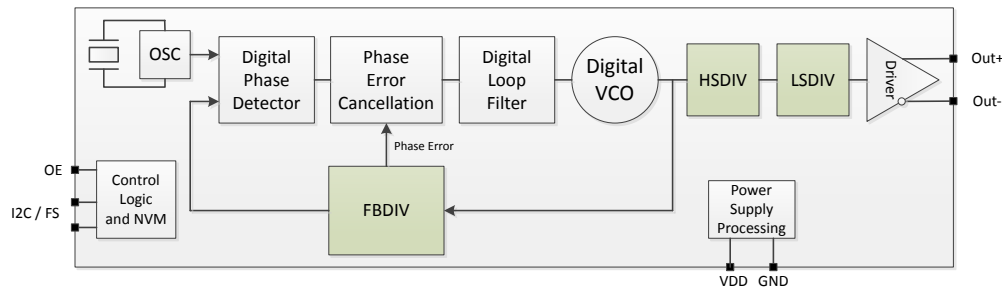 OSC
Digital
Phase
Detector
Phase
Error
Cancellation
Digital
Loop
Filter
Digital
VCO
HSDIV
LSDIV
Driver
Out+
Out-
Phase Error
FBDIV
OE
I2C / FS
Control
Logic
and NVM
Power
Supply
Processing
VDD
GND